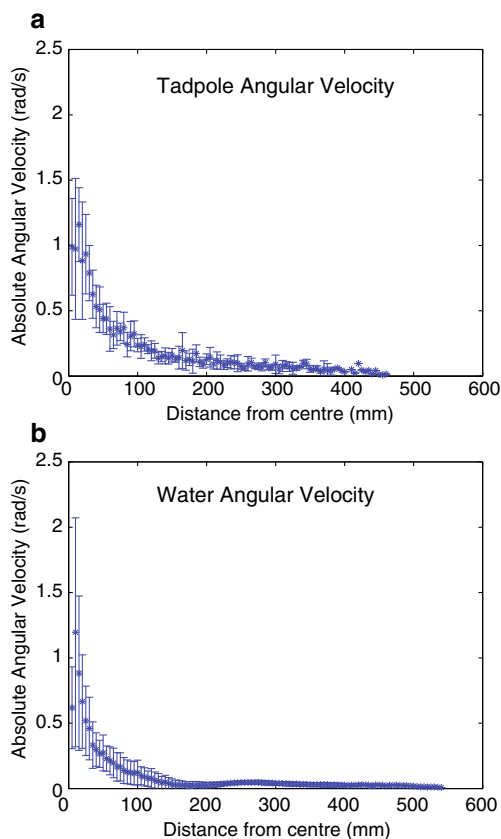 a
2.5
Tadpole Angular Velocity
2
1.5
1
0.5
0
Absolute Angular Velocity (rad/s)
0 100 200 300 400 500 600
Distance from centre (mm)
b
2.5
Water Angular Velocity
2
1.5
1
0.5
0
Absolute Angular Velocity (rad/s)
0 100 200 300 400 500 600
Distance from centre (mm)